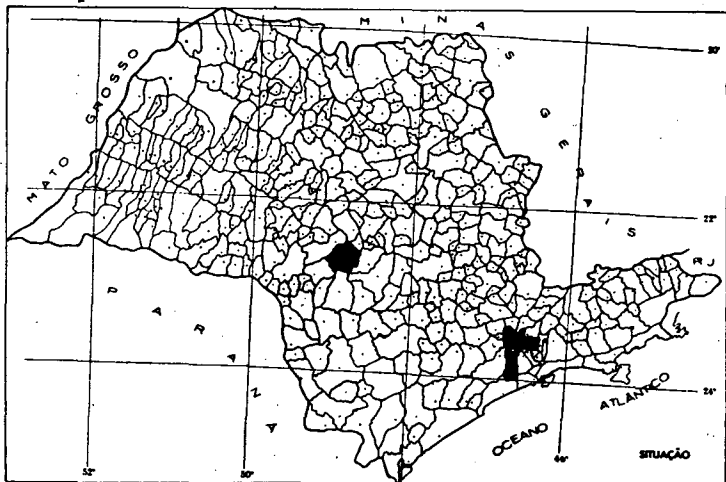 MINAS GERAIS
MATO GROSSO
20°
22°
RJ
PARANÁ
24°
OCEANO ATLÂNTICO
52°
50°
46°
SITUAÇÃO